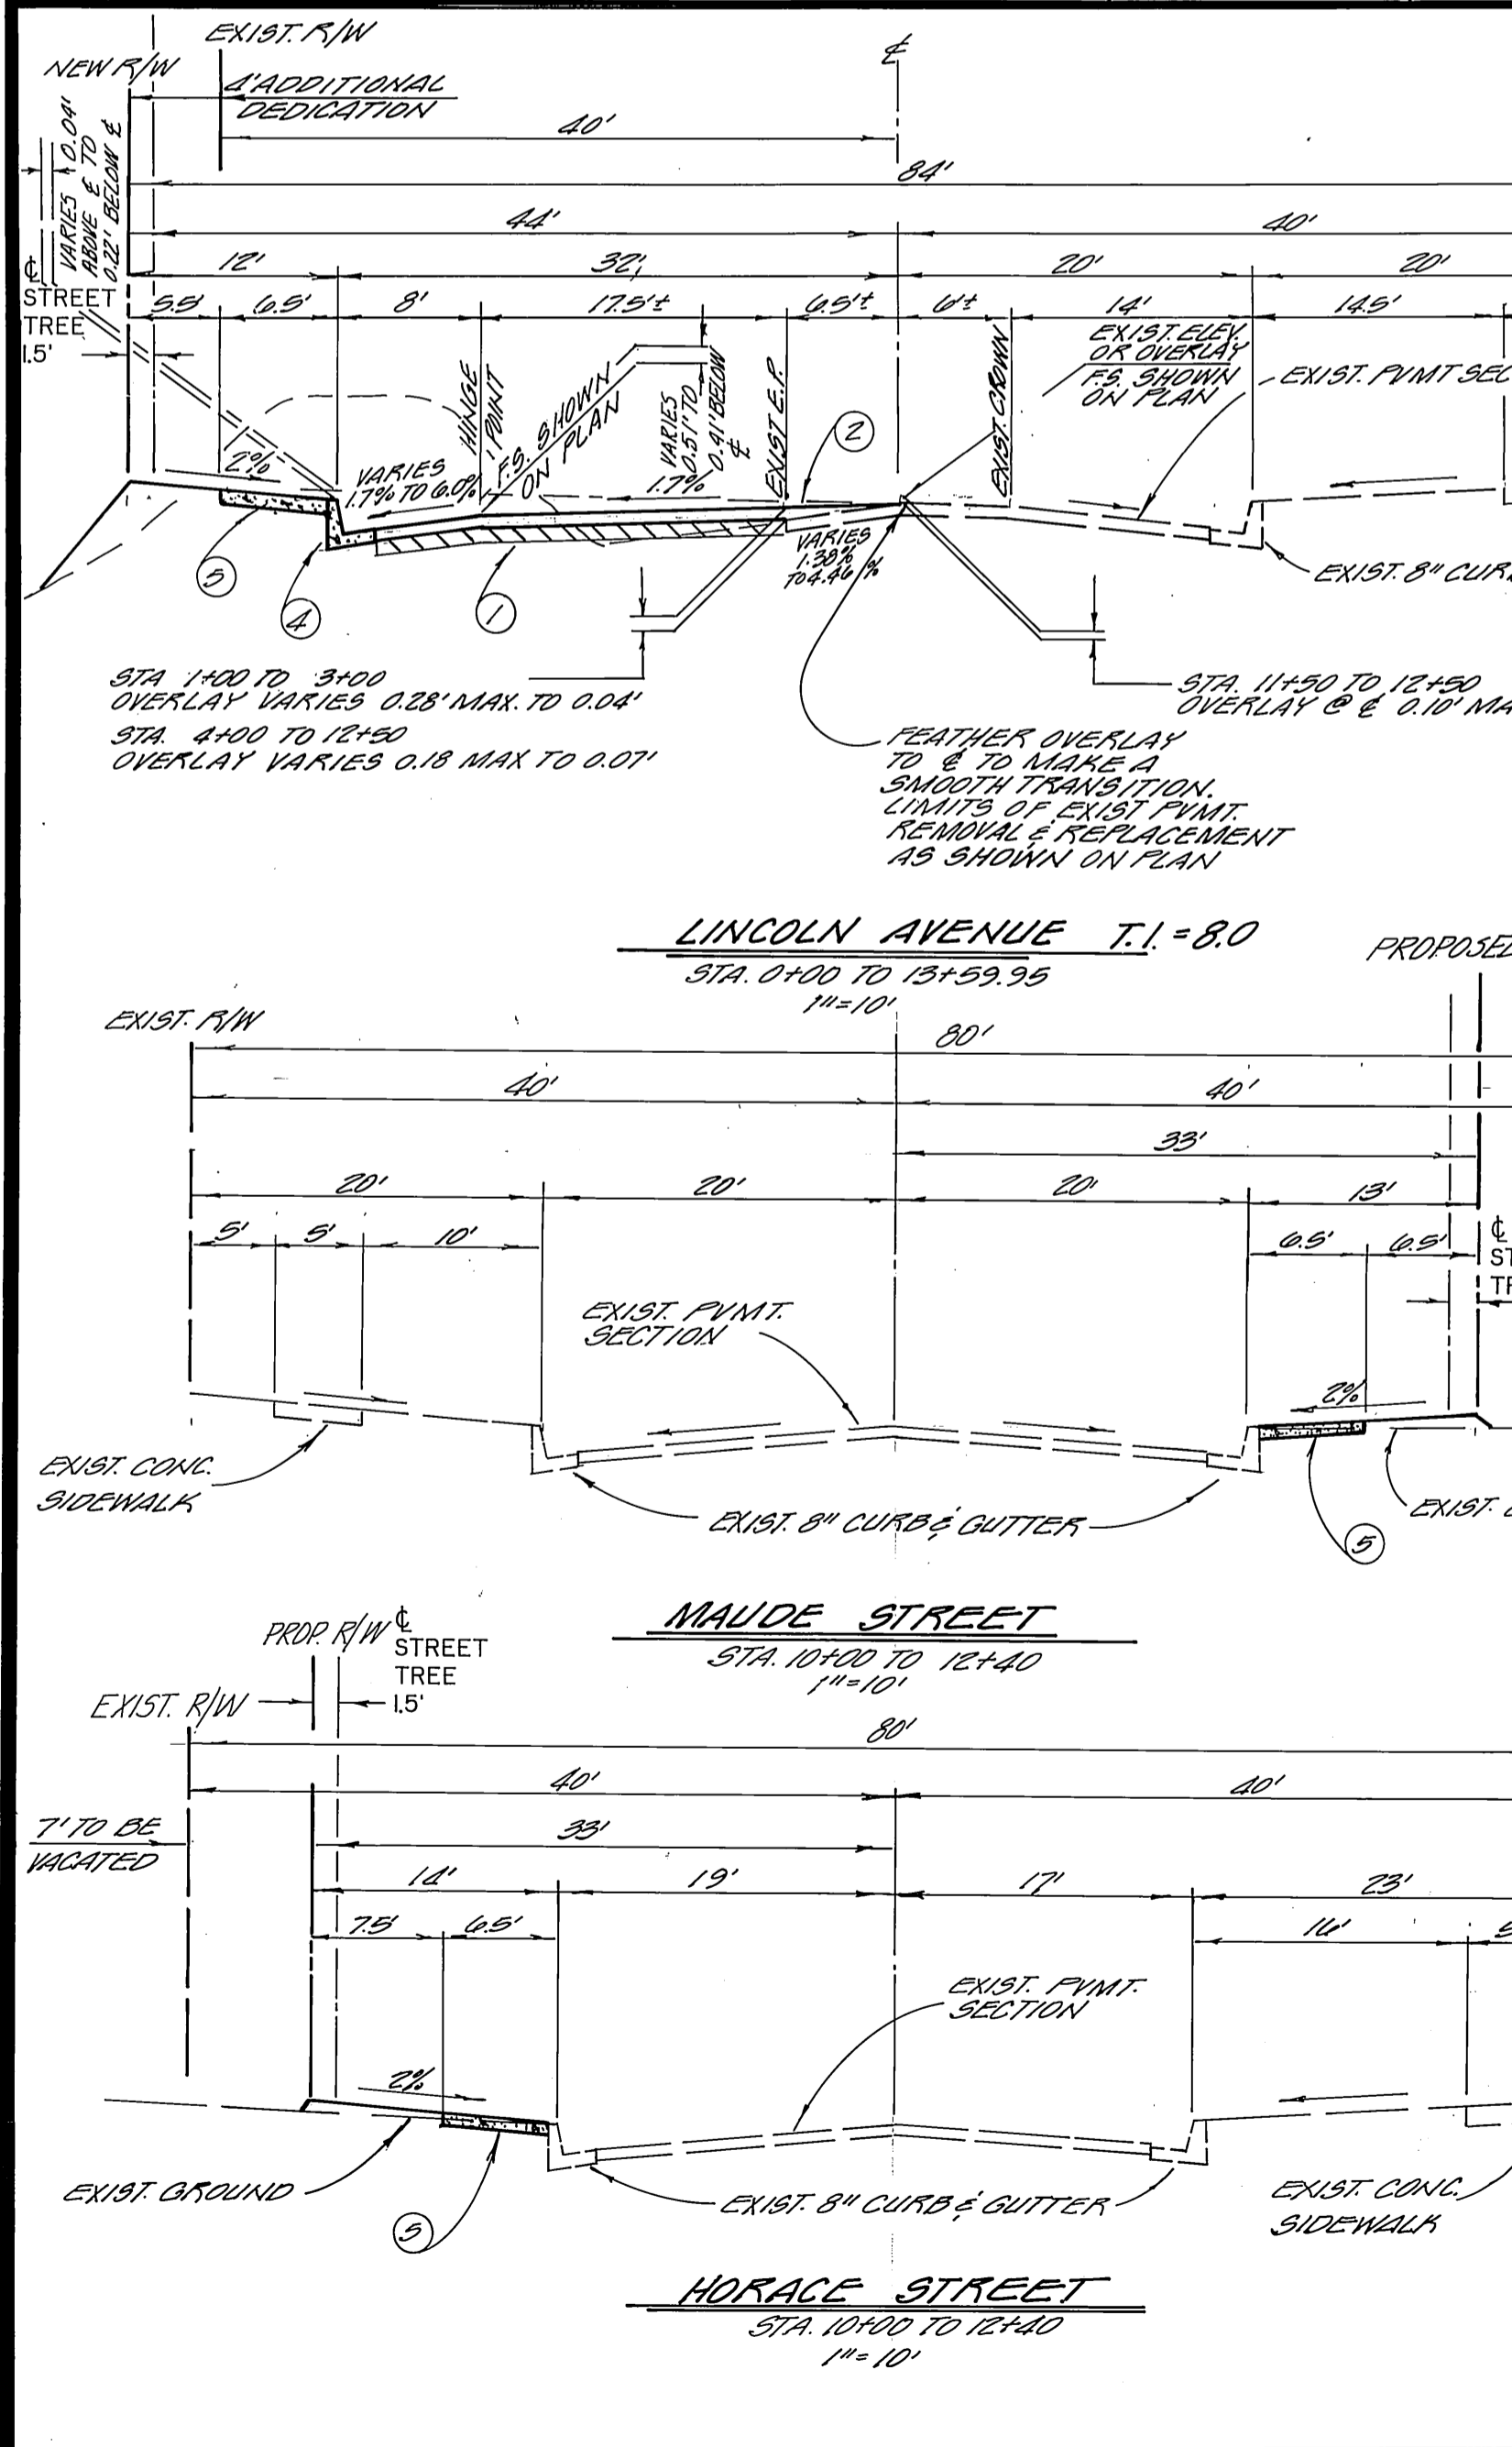 EXIST. R/W
NEW R/W
4' ADDITIONAL
DEDICATION
℄
40'
84'
44'
40'
VARIES 0.04'
ABOVE ℄ TO
0.22' BELOW ℄
12'
32'
20'
20'
℄
STREET
TREE
1.5'
5.5'
6.5'
8'
17.5'±
6.5'±
6'±
14'
14.5'
HINGE
POINT
F.S. SHOWN
ON PLAN
VARIES
0.51' TO
0.41' BELOW
℄
EXIST E.P.
2
EXIST. CROWN
EXIST. ELEV.
OR OVERLAY
F.S. SHOWN
ON PLAN
EXIST. PVMT SEC
2%
VARIES
1.7% TO 6.0%
1.7%
VARIES
1.38%
TO 4.46%
5
4
1
EXIST. 8" CUR
STA 1+00 TO 3+00
OVERLAY VARIES 0.28' MAX. TO 0.04'
STA. 4+00 TO 12+50
OVERLAY VARIES 0.18 MAX TO 0.07'
STA. 11+50 TO 12+50
OVERLAY @ ℄ 0.10' MA
FEATHER OVERLAY
TO ℄ TO MAKE A
SMOOTH TRANSITION.
LIMITS OF EXIST PVMT.
REMOVAL & REPLACEMENT
AS SHOWN ON PLAN
LINCOLN AVENUE T.I. = 8.0
STA. 0+00 TO 13+59.95
1"=10'
PROPOSED
EXIST. R/W
80'
40'
40'
33'
20'
20'
20'
13'
5'
5'
10'
6.5'
6.5'
℄
ST
TR
EXIST. PVMT.
SECTION
2%
EXIST. CONC.
SIDEWALK
EXIST. 8" CURB & GUTTER
EXIST.
5
MAUDE STREET
STA. 10+00 TO 12+40
1"=10'
PROP. R/W
℄
STREET
TREE
1.5'
EXIST. R/W
80'
40'
40'
7' TO BE
VACATED
33'
14'
19'
17'
23'
7.5'
6.5'
16'
5
EXIST. PVMT.
SECTION
2%
EXIST. GROUND
5
EXIST. 8" CURB & GUTTER
EXIST. CONC.
SIDEWALK
HORACE STREET
STA. 10+00 TO 12+40
1"=10'